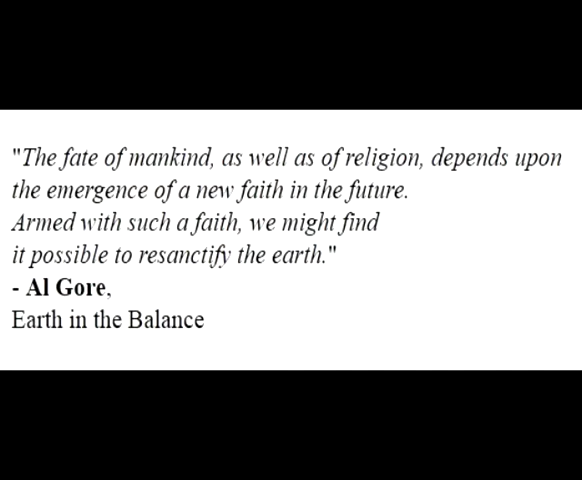 "The fate of mankind, as well as of religion, depends upon
the emergence of a new faith in the future.
Armed with such a faith, we might find
it possible to resanctify the earth."
- Al Gore,
Earth in the Balance